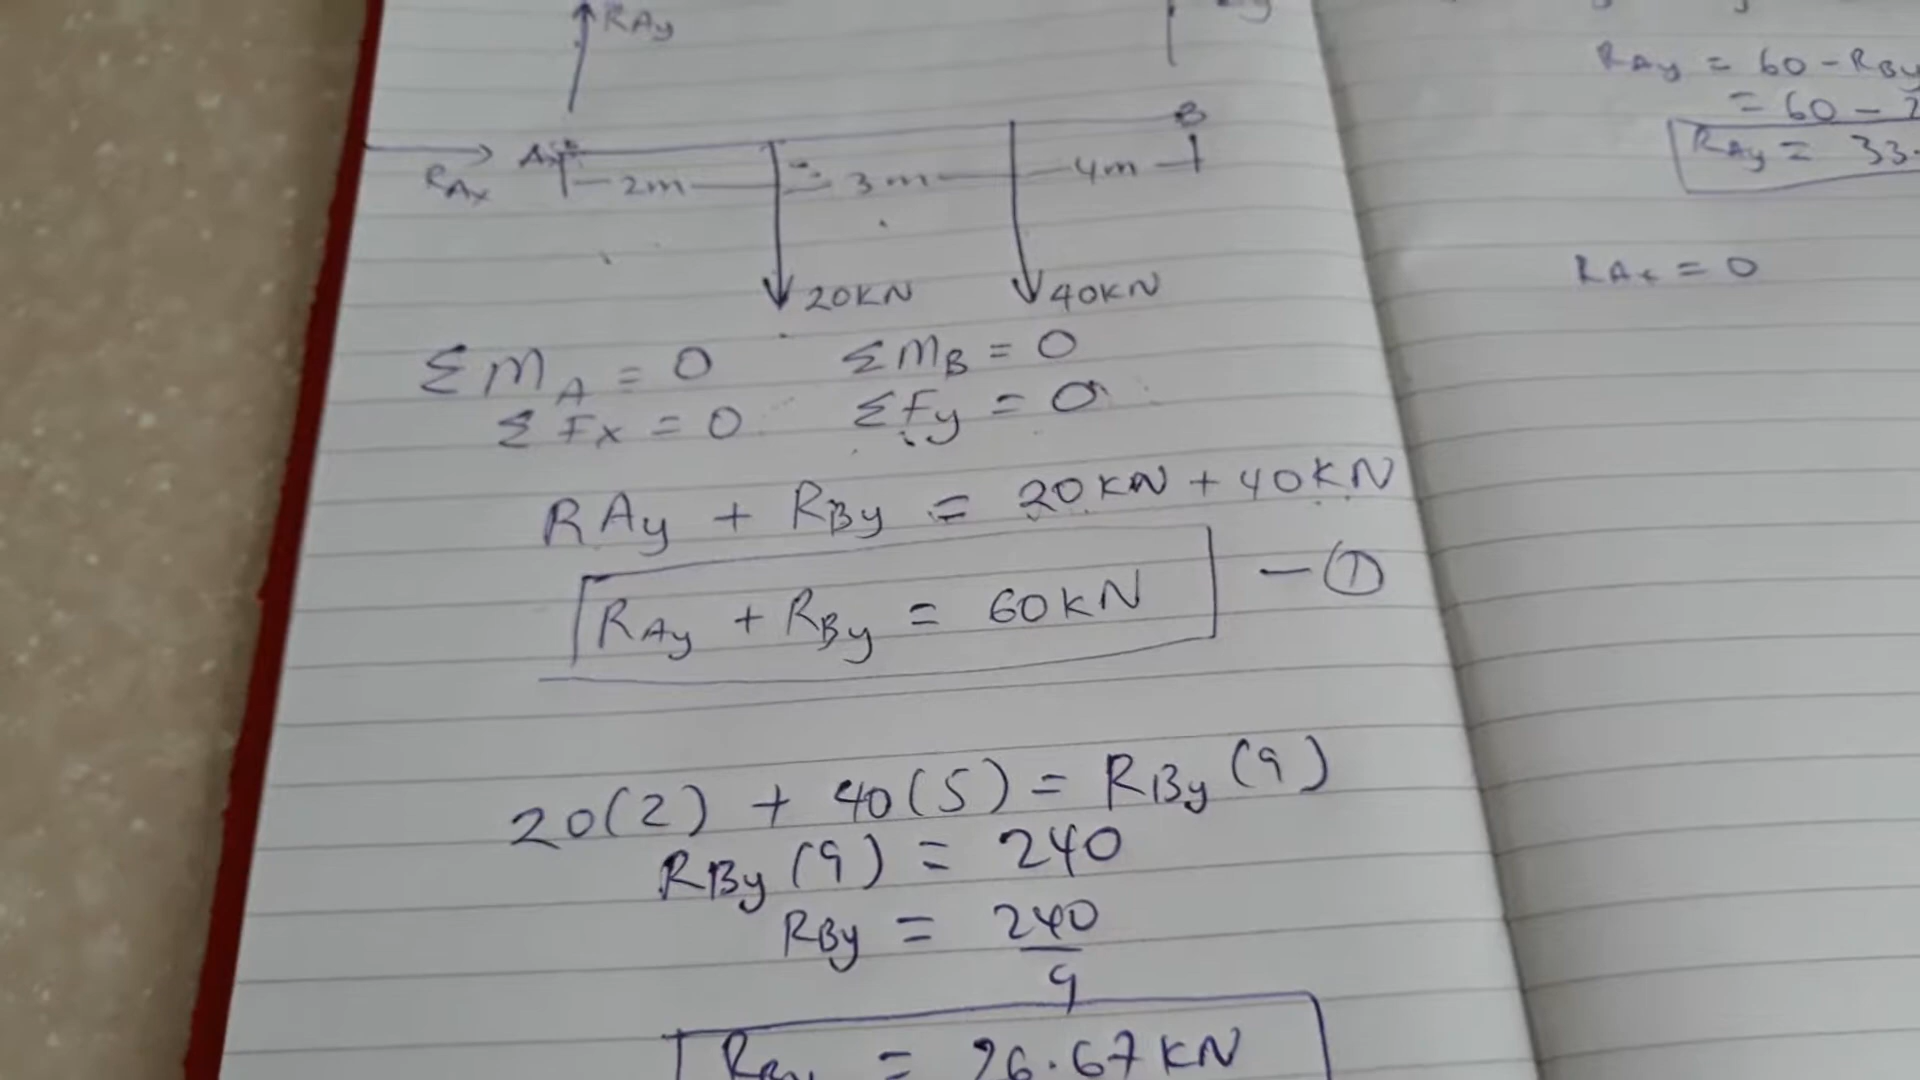 RAy
RAx
A
B
2m
3m
4m
20KN
40KN
ΣMA = 0 ΣMB = 0
ΣFx = 0 ΣFy = 0
RAy + RBy = 20KN + 40KN
RAy + RBy = 60KN — ①
20(2) + 40(5) = RBy (9)
RBy (9) = 240
RBy = 240
9
= 26.67 KN
RAy = 60 - RBy
= 60 -
RAy = 33.
RAx = 0